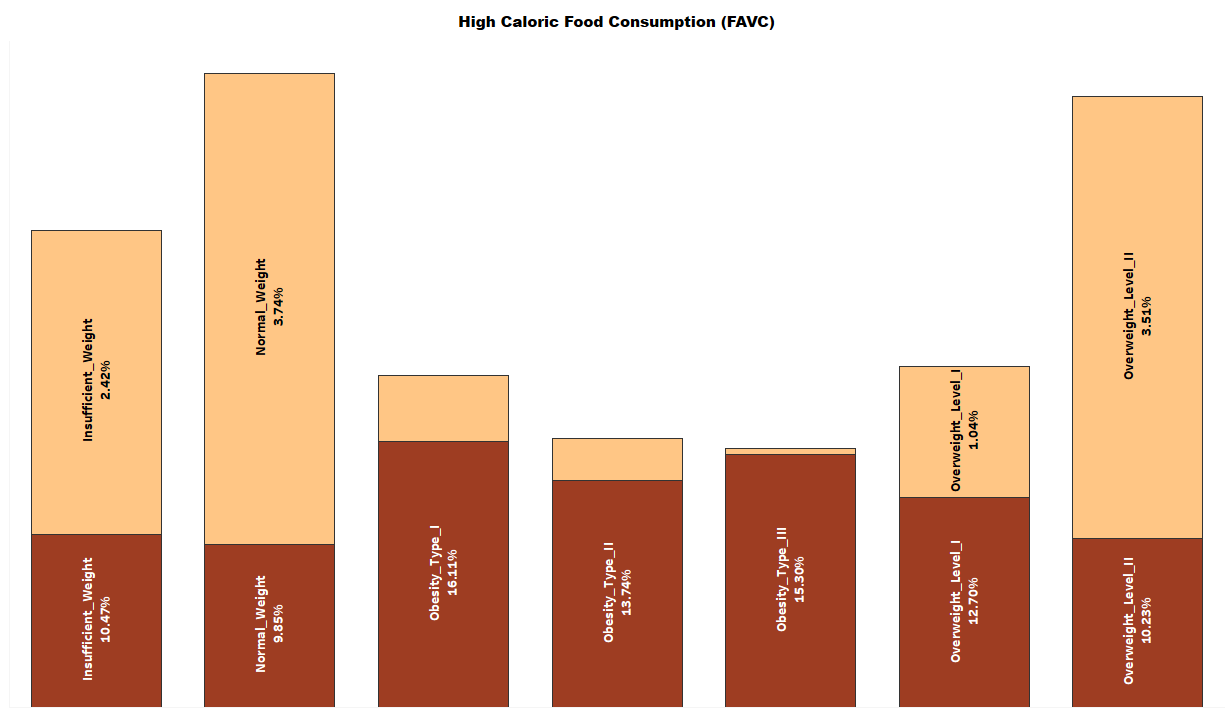 High Caloric Food Consumption (FAVC)
Insufficient_Weight
2.42%
Insufficient_Weight
10.47%
Normal_Weight
3.74%
Normal_Weight
9.85%
Obesity_Type_I
16.11%
Obesity_Type_II
13.74%
Obesity_Type_III
15.30%
Overweight_Level_I
1.04%
Overweight_Level_I
12.70%
Overweight_Level_II
3.51%
Overweight_Level_II
10.23%